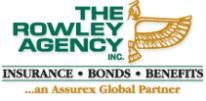 THE
ROWLEY
AGENCY
INC.
INSURANCE • BONDS • BENEFITS
...an Assurex Global Partner